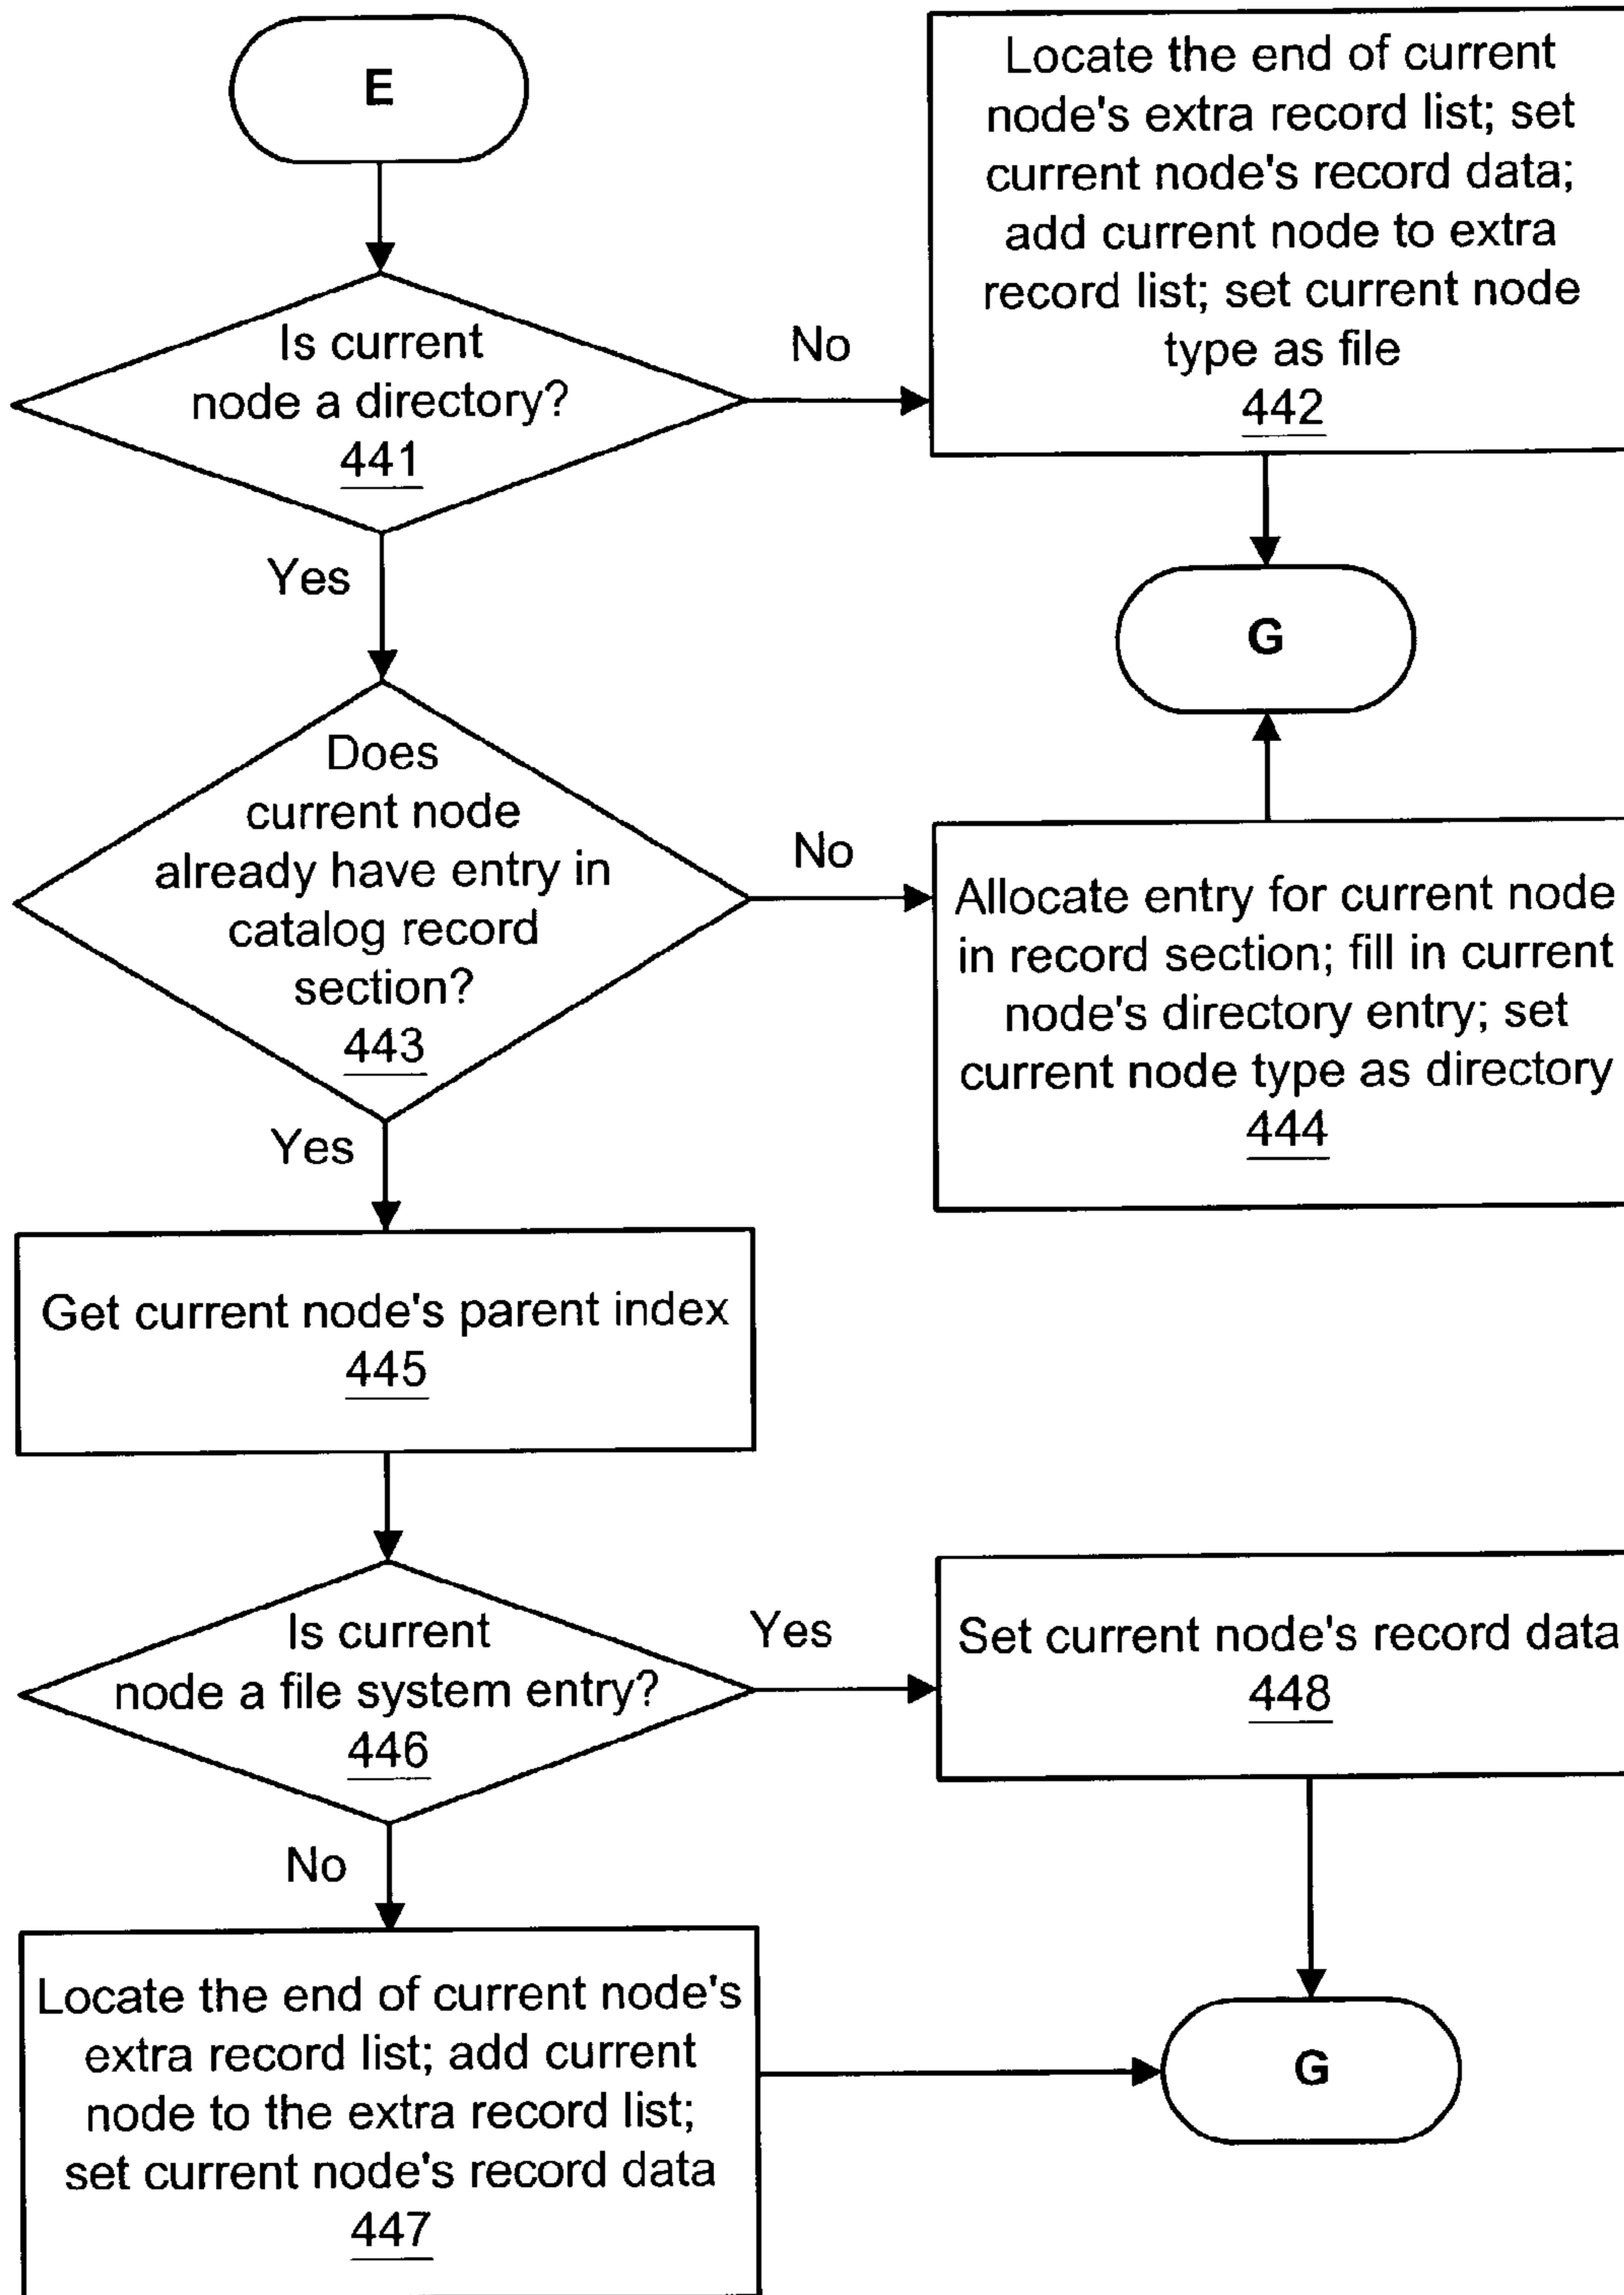 E
Is current
node a directory?
441
No
Locate the end of current
node's extra record list; set
current node's record data;
add current node to extra
record list; set current node
type as file
442
Yes
G
Does
current node
already have entry in
catalog record
section?
443
No
Allocate entry for current node
in record section; fill in current
node's directory entry; set
current node type as directory
444
Yes
Get current node's parent index
445
Is current
node a file system entry?
446
Yes
Set current node's record data
448
No
Locate the end of current node's
extra record list; add current
node to the extra record list;
set current node's record data
447
G